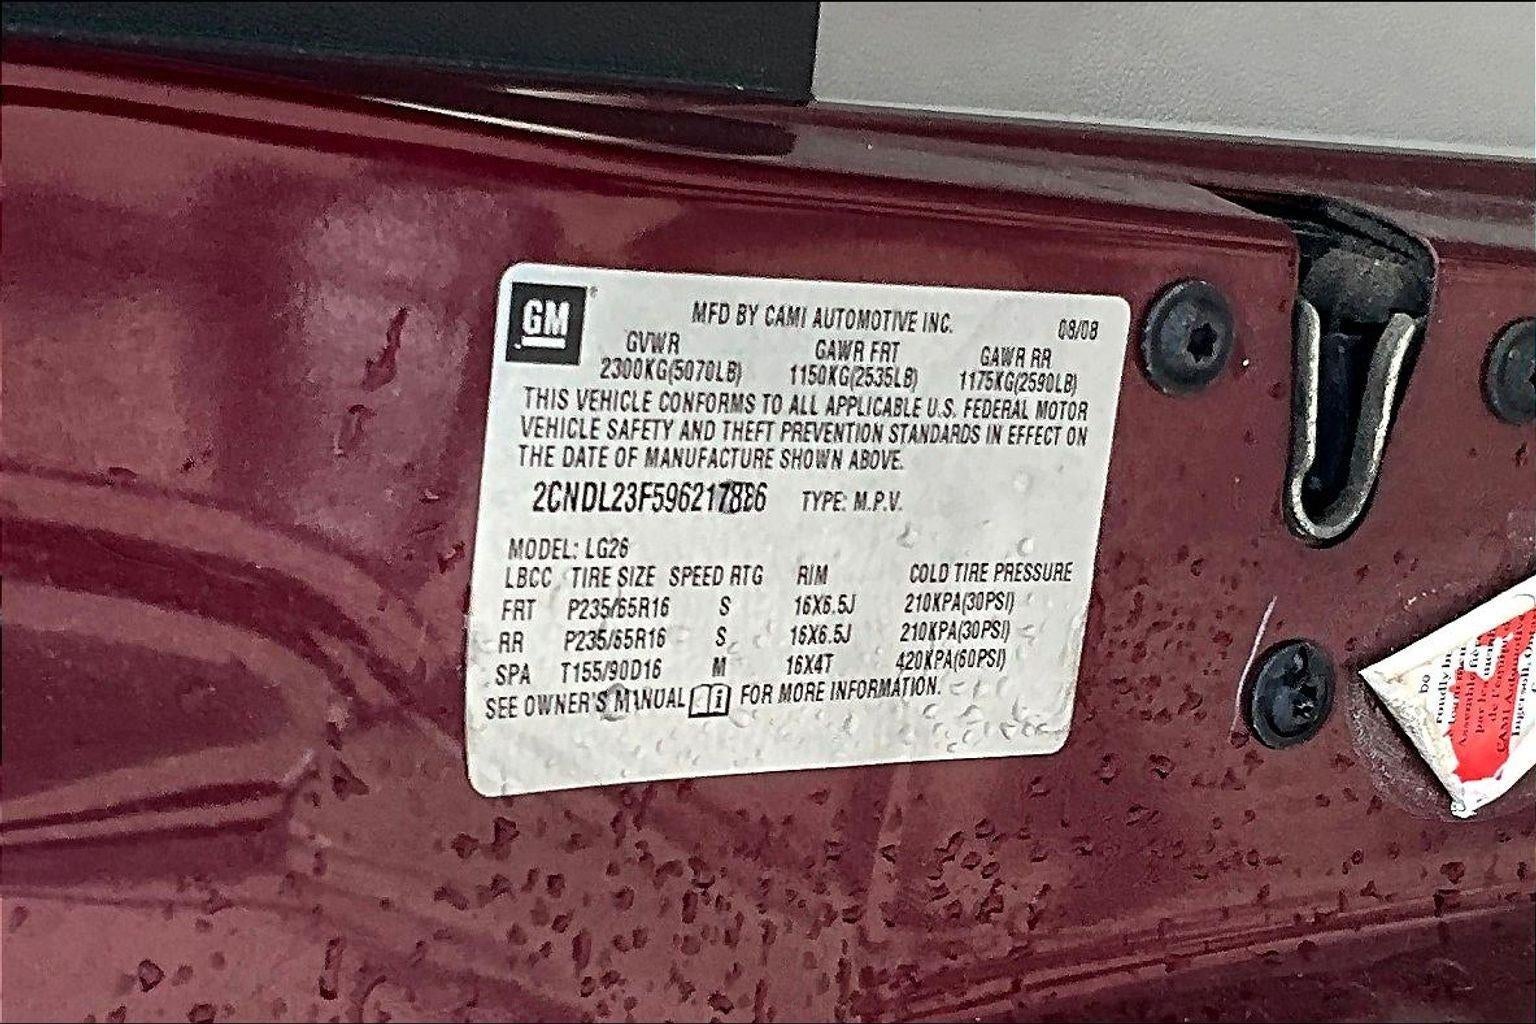 GM
MFD BY CAMI AUTOMOTIVE INC. 08/08
GVWR GAWR FRT GAWR RR
2300KG(5070LB) 1150KG(2535LB) 1175KG(2590LB)
THIS VEHICLE CONFORMS TO ALL APPLICABLE U.S. FEDERAL MOTOR
VEHICLE SAFETY AND THEFT PREVENTION STANDARDS IN EFFECT ON
THE DATE OF MANUFACTURE SHOWN ABOVE.
TYPE: M.P.V.
MODEL: LG26
LBCC TIRE SIZE SPEED RTG RIM COLD TIRE PRESSURE
FRT P235/65R16 S 16X6.5J 210KPA(30PSI)
RR P235/65R16 S 16X6.5J 210KPA(30PSI)
SPA T155/90D16 M 16X4T 420KPA(60PSI)
SEE OWNER'S MANUAL FOR MORE INFORMATION.